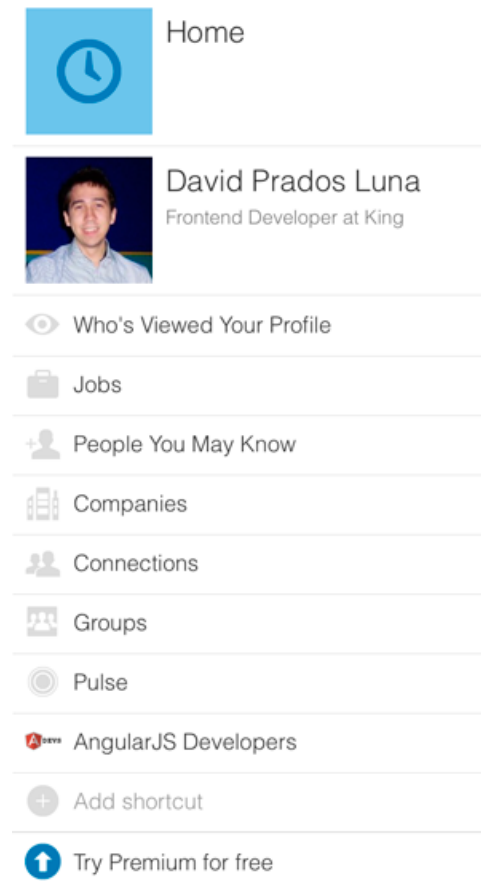 Home
David Prados Luna
Frontend Developer at King
Who's Viewed Your Profile
Jobs
People You May Know
Companies
Connections
Groups
Pulse
AngularJS Developers
Add shortcut
Try Premium for free